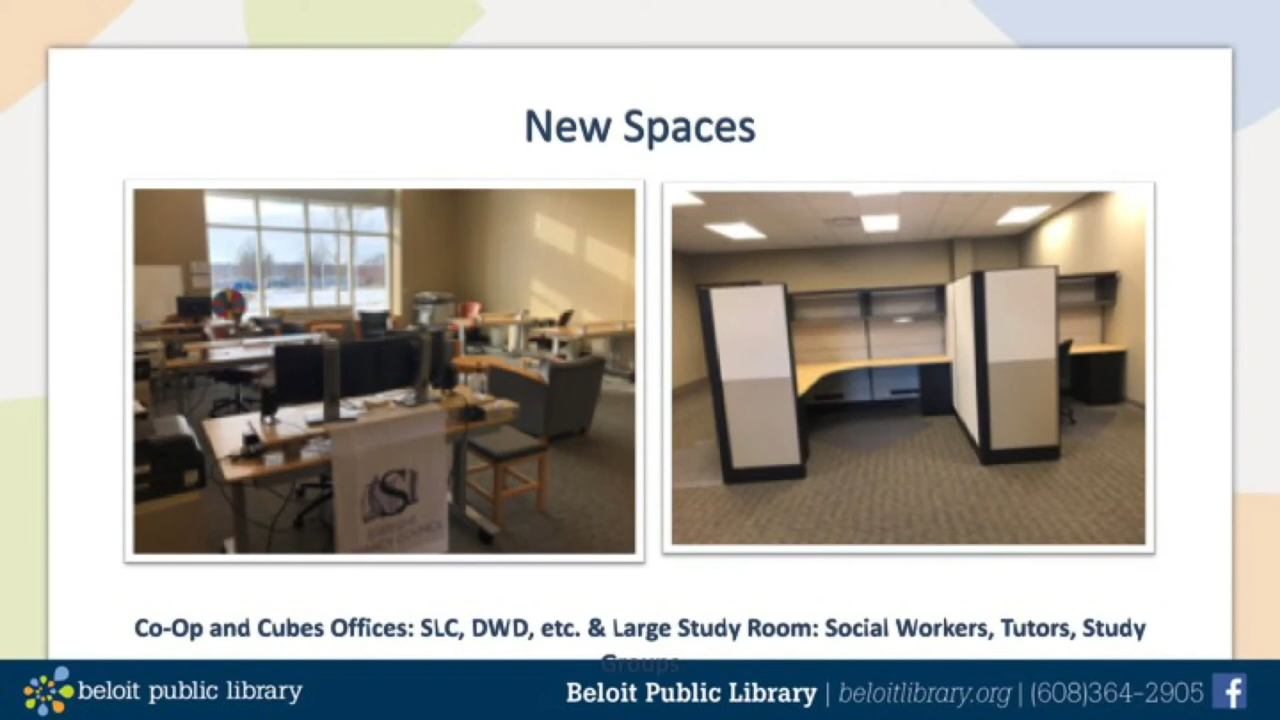 New Spaces
Co-Op and Cubes Offices: SLC, DWD, etc. & Large Study Room: Social Workers, Tutors, Study
Groups
beloit public library
Beloit Public Library | beloitlibrary.org | (608)364-2905 f